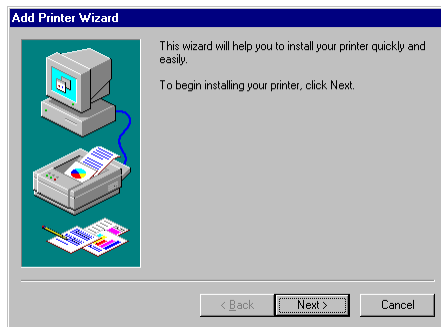 Add Printer Wizard
This wizard will help you to install your printer quickly and
easily.
To begin installing your printer, click Next.
< Back
Next >
Cancel